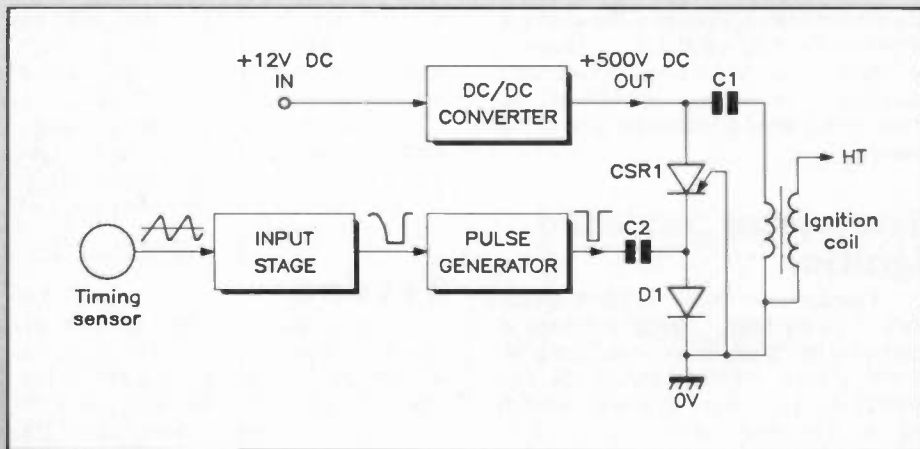 +12V DC
IN
DC/DC
CONVERTER
+500V DC
OUT
C1
CSR1
HT
Ignition
coil
Timing
sensor
INPUT
STAGE
PULSE
GENERATOR
C2
D1
0V